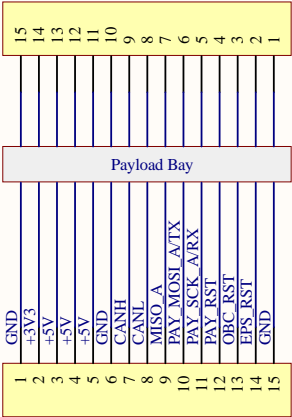 15 14 13 12 11 10 9 8 7 6 5 4 3 2 1
Payload Bay
GND
+3V3
+5V
+5V
+5V
GND
CANH
CANL
MISO_A
PAY_MOSI_A/TX
PAY_SCK_A/RX
PAY_RST
OBC_RST
EPS_RST
GND
1 2 3 4 5 6 7 8 9 10 11 12 13 14 15